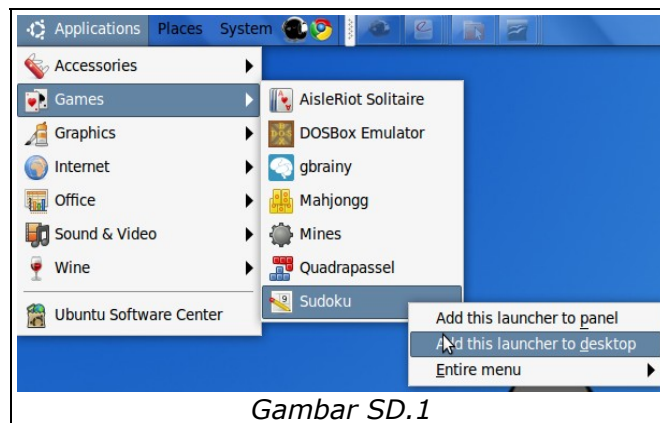 Applications Places System
Accessories
Games
Graphics
Internet
Office
Sound & Video
Wine
Ubuntu Software Center
AisleRiot Solitaire
DOSBox Emulator
gbrainy
Mahjongg
Mines
Quadrapassel
Sudoku
Add this launcher to panel
Add this launcher to desktop
Entire menu
Gambar SD.1